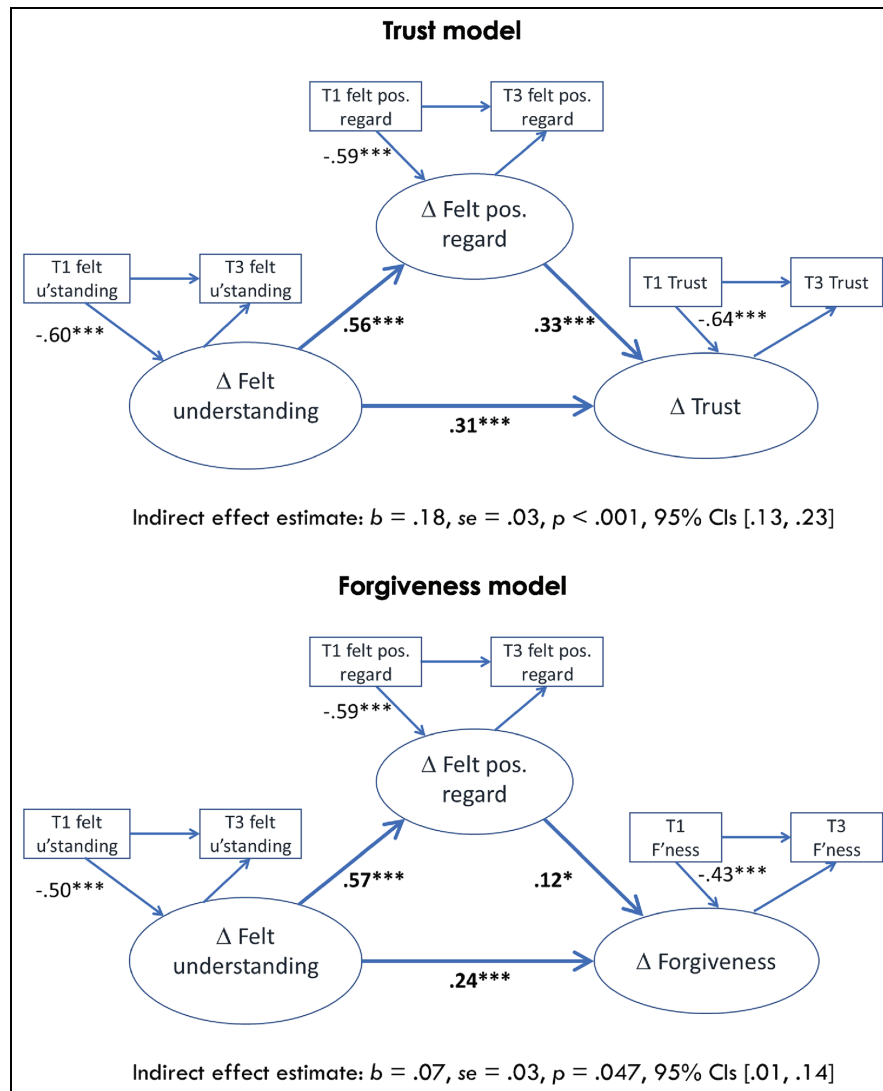 Trust model
T1 felt pos.
regard
T3 felt pos.
regard
-.59***
Δ Felt pos.
regard
T1 felt
u'standing
T3 felt
u'standing
T1 Trust
T3 Trust
-.60***
.56***
.33***
-.64***
Δ Felt
understanding
Δ Trust
.31***
Indirect effect estimate: b = .18, se = .03, p < .001, 95% CIs [.13, .23]
Forgiveness model
T1 felt pos.
regard
T3 felt pos.
regard
-.59***
Δ Felt pos.
regard
T1 felt
u'standing
T3 felt
u'standing
T1
F'ness
T3
F'ness
-.50***
.57***
.12*
-.43***
Δ Felt
understanding
Δ Forgiveness
.24***
Indirect effect estimate: b = .07, se = .03, p = .047, 95% CIs [.01, .14]